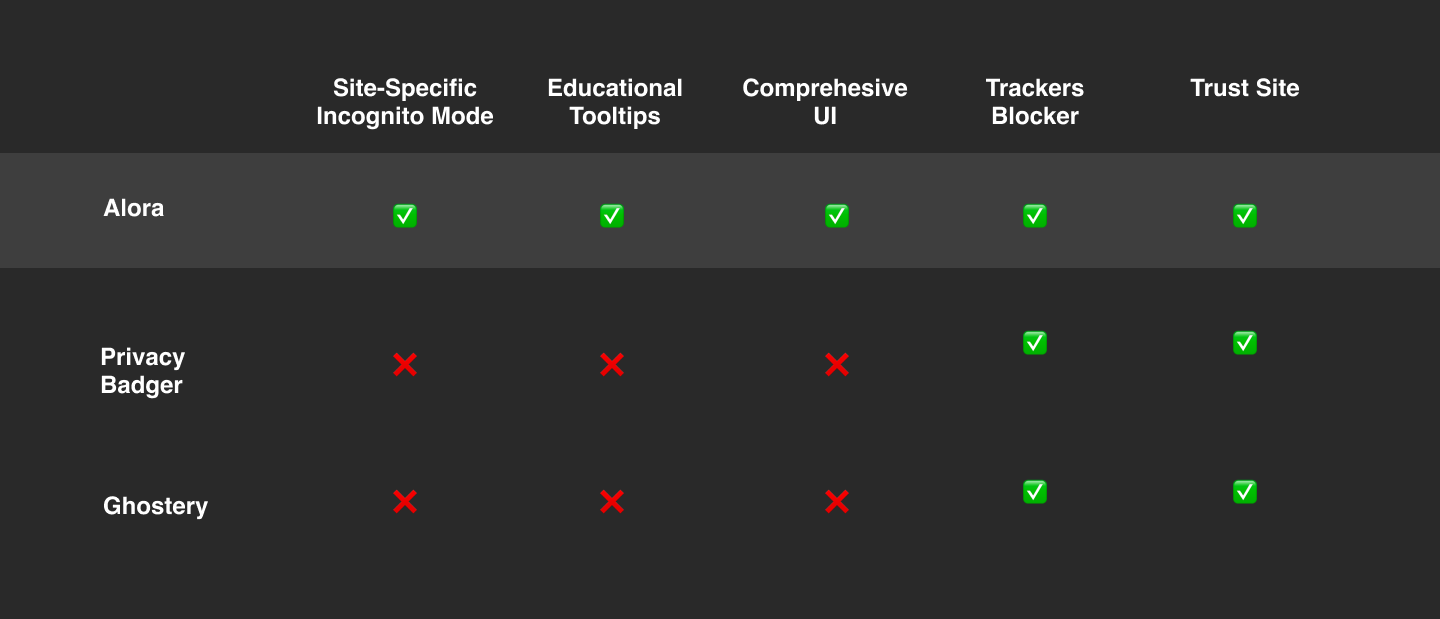 Site-Specific
Incognito Mode
Educational
Tooltips
Comprehesive
UI
Trackers
Blocker
Trust Site
Alora
Privacy
Badger
Ghostery